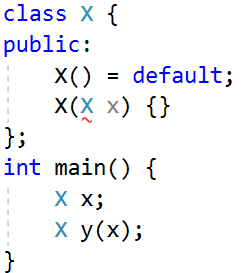 class X {
public:
    X() = default;
    X(X x) {}
};
int main() {
    X x;
    X y(x);
}